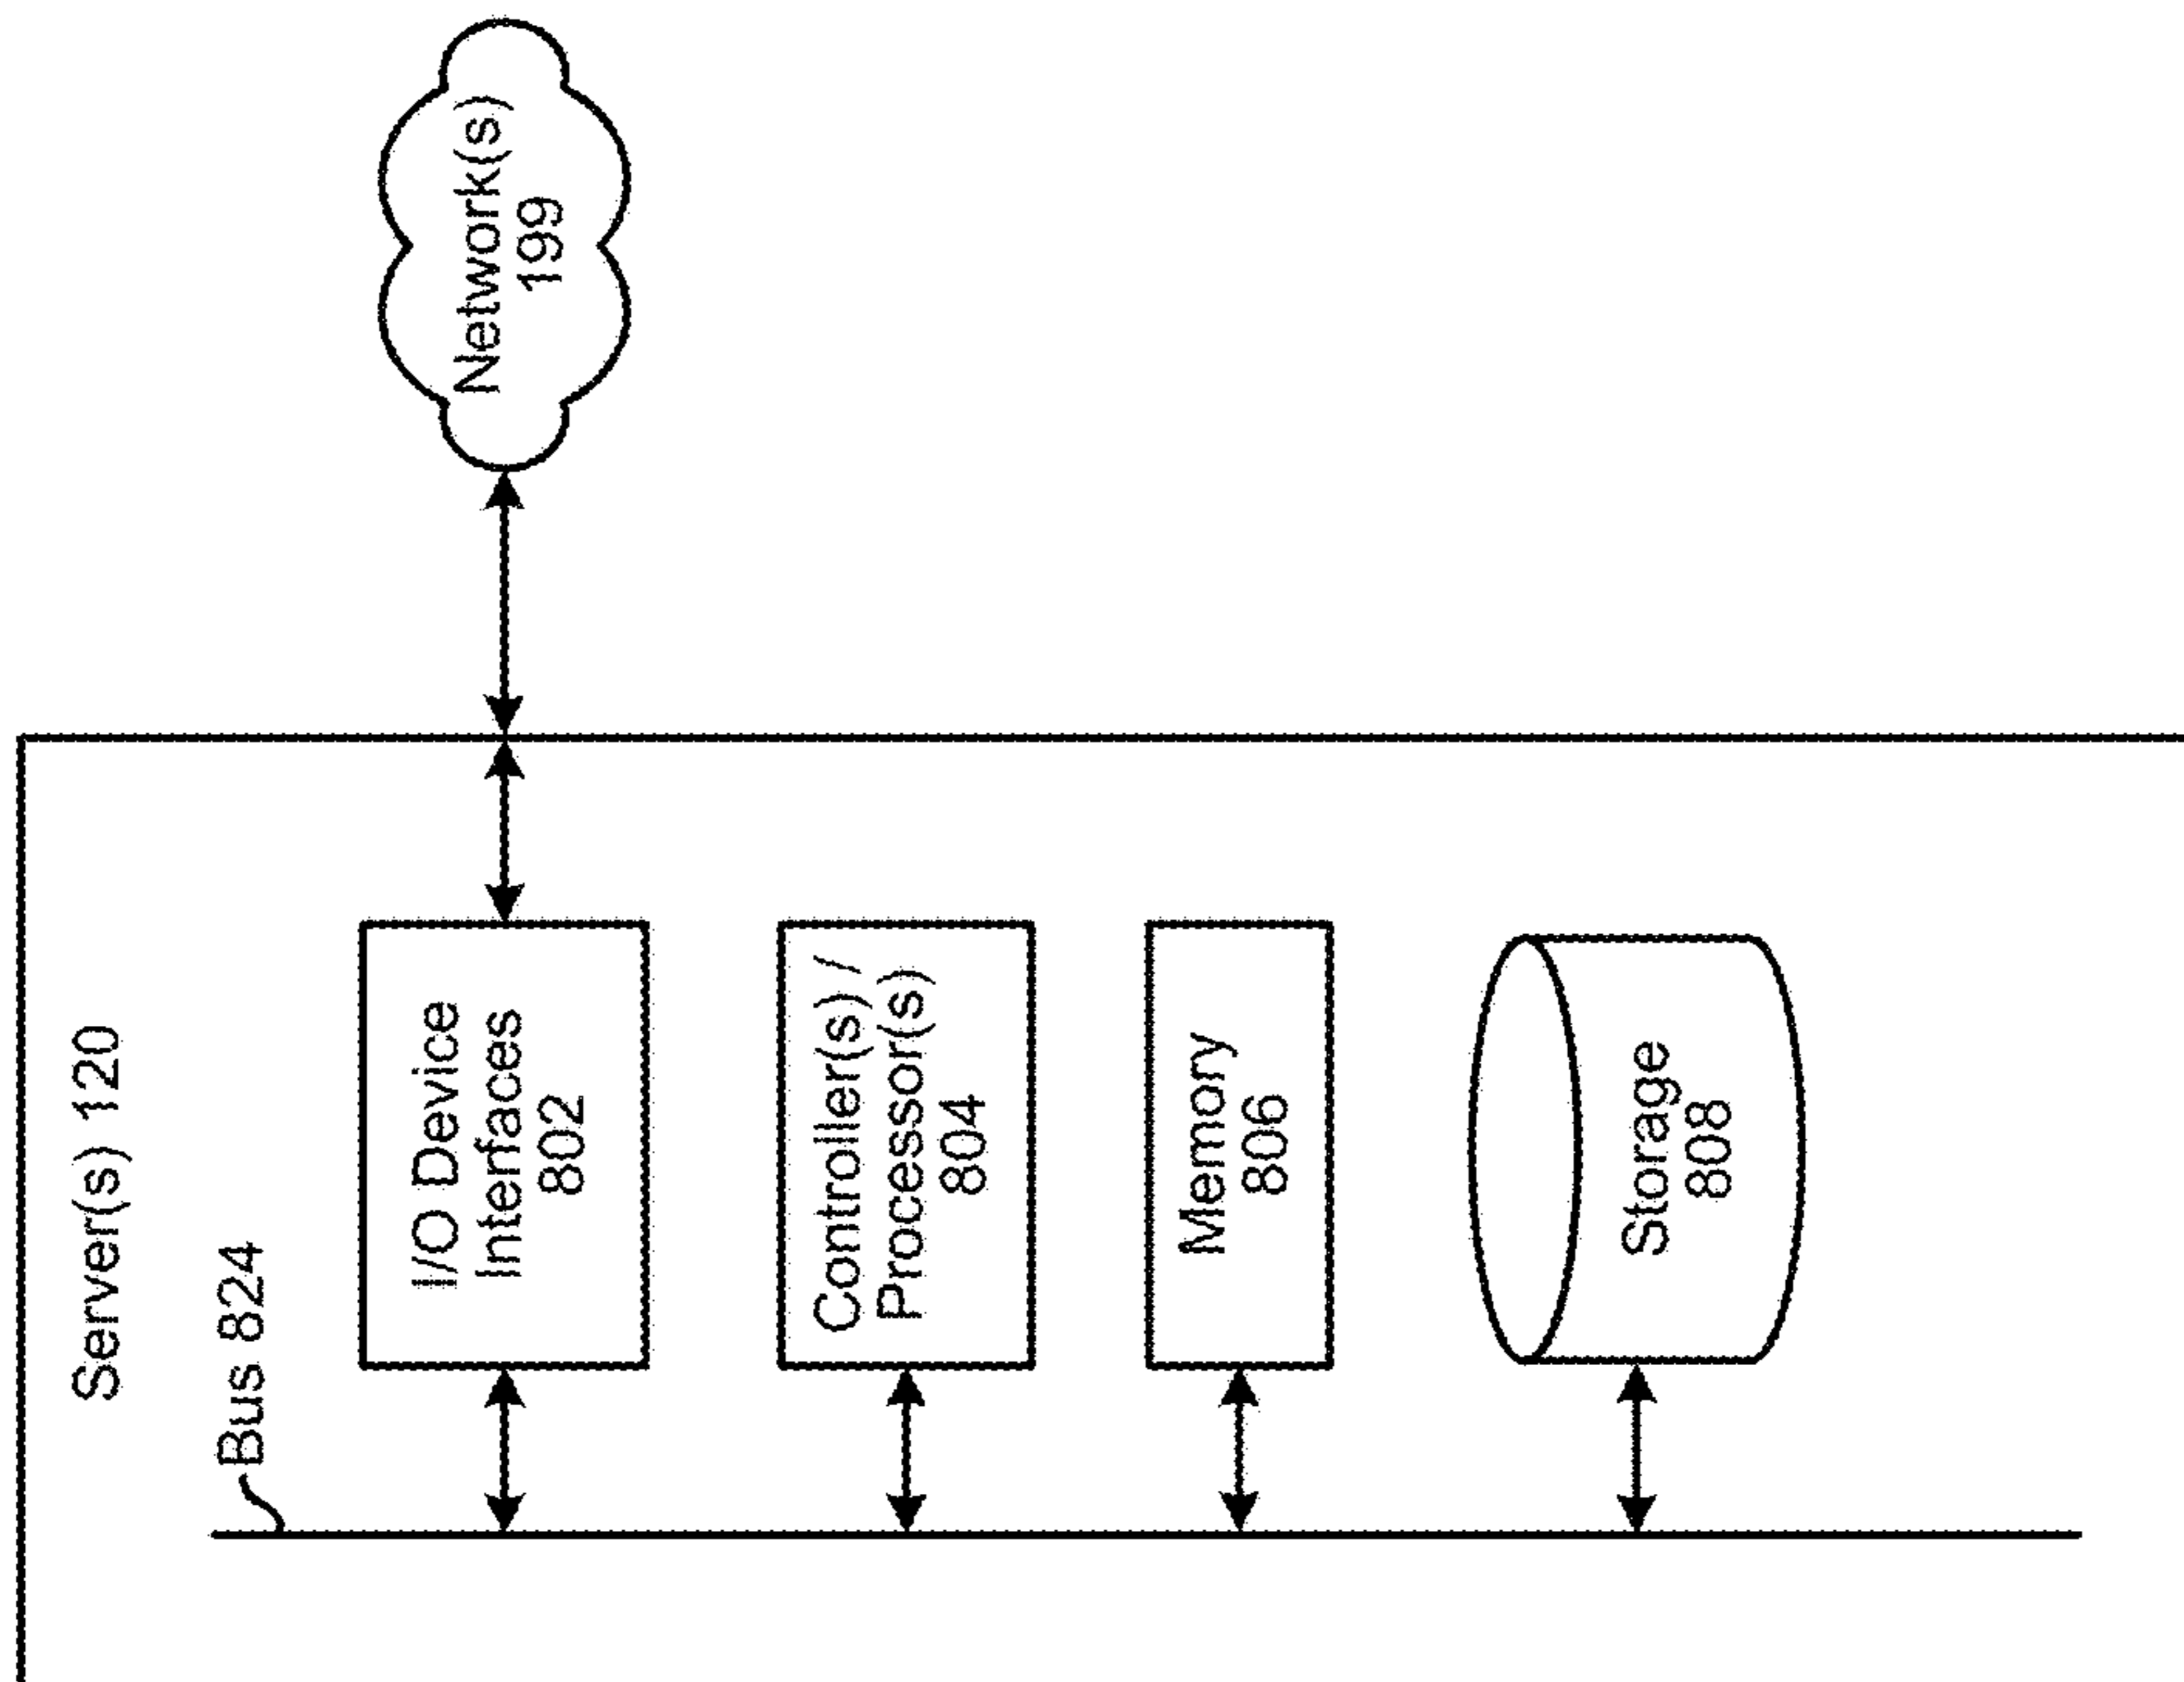 Server(s) 120
Bus 824
I/O Device
Interfaces
802
Network(s)
199
Controller(s) /
Processor(s)
804
Memory
806
Storage
808